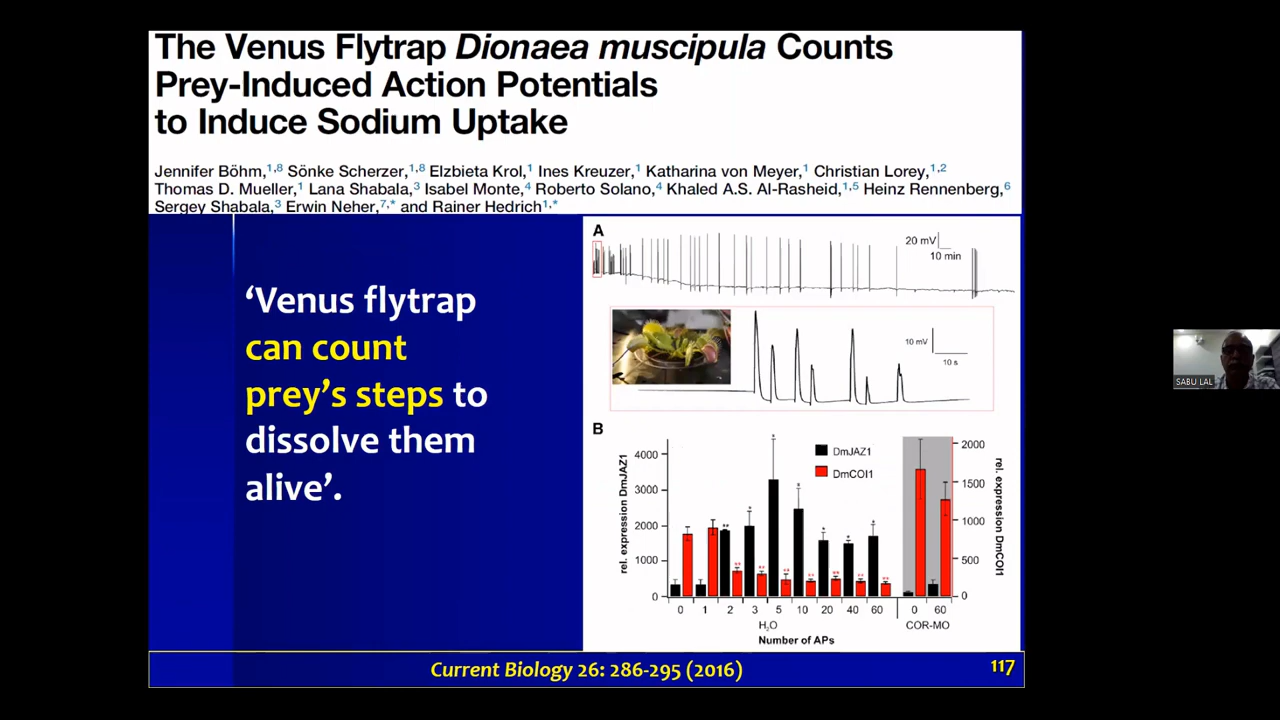 The Venus Flytrap Dionaea muscipula Counts
Prey-Induced Action Potentials
to Induce Sodium Uptake
Jennifer Böhm,1,8 Sönke Scherzer,1,8 Elzbieta Krol,1 Ines Kreuzer,1 Katharina von Meyer,1 Christian Lorey,1,2
Thomas D. Mueller,1 Lana Shabala,3 Isabel Monte,4 Roberto Solano,4 Khaled A.S. Al-Rasheid,1,5 Heinz Rennenberg,6
Sergey Shabala,3 Erwin Neher,7,* and Rainer Hedrich1,*
‘Venus flytrap
can count
prey’s steps to
dissolve them
alive’.
A
20 mV
10 min
10 mV
10 s
B
rel. expression DmJAZ1
4000
3000
2000
1000
0
DmJAZ1
DmCOI1
2000
1500
1000
500
0
rel. expression DmCOI1
0 1 2 3 5 10 20 40 60 0 60
H2O COR-MO
Number of APs
Current Biology 26: 286-295 (2016)
117
SABU LAL